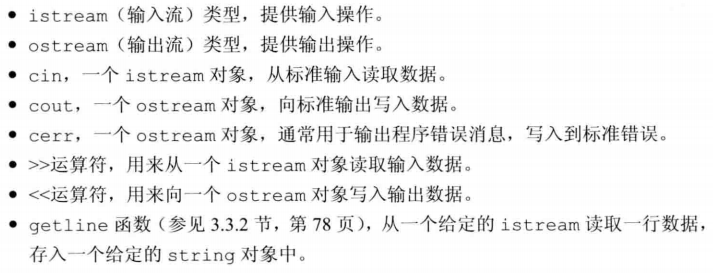 • istream（输入流）类型，提供输入操作。
• ostream（输出流）类型，提供输出操作。
• cin，一个 istream 对象，从标准输入读取数据。
• cout，一个 ostream 对象，向标准输出写入数据。
• cerr，一个 ostream 对象，通常用于输出程序错误消息，写入到标准错误。
• >>运算符，用来从一个 istream 对象读取输入数据。
• <<运算符，用来向一个 ostream 对象写入输出数据。
• getline 函数（参见 3.3.2 节，第 78 页），从一个给定的 istream 读取一行数据，
存入一个给定的 string 对象中。